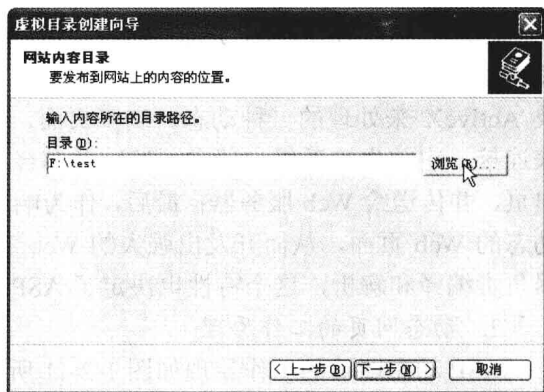 虚拟目录创建向导
网站内容目录
要发布到网站上的内容的位置。
输入内容所在的目录路径。
目录(D):
F:\test
浏览(R)...
< 上一步(B) 下一步(N) > 取消